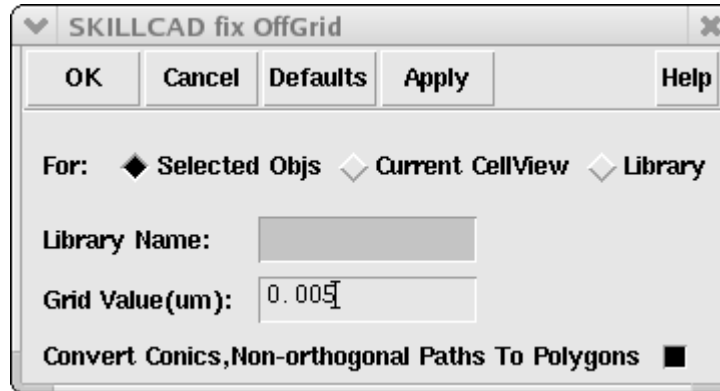 SKILLCAD fix OffGrid
OK Cancel Defaults Apply Help
For: Selected Objs Current CellView Library
Library Name:
Grid Value(um): 0.005
Convert Conics,Non-orthogonal Paths To Polygons